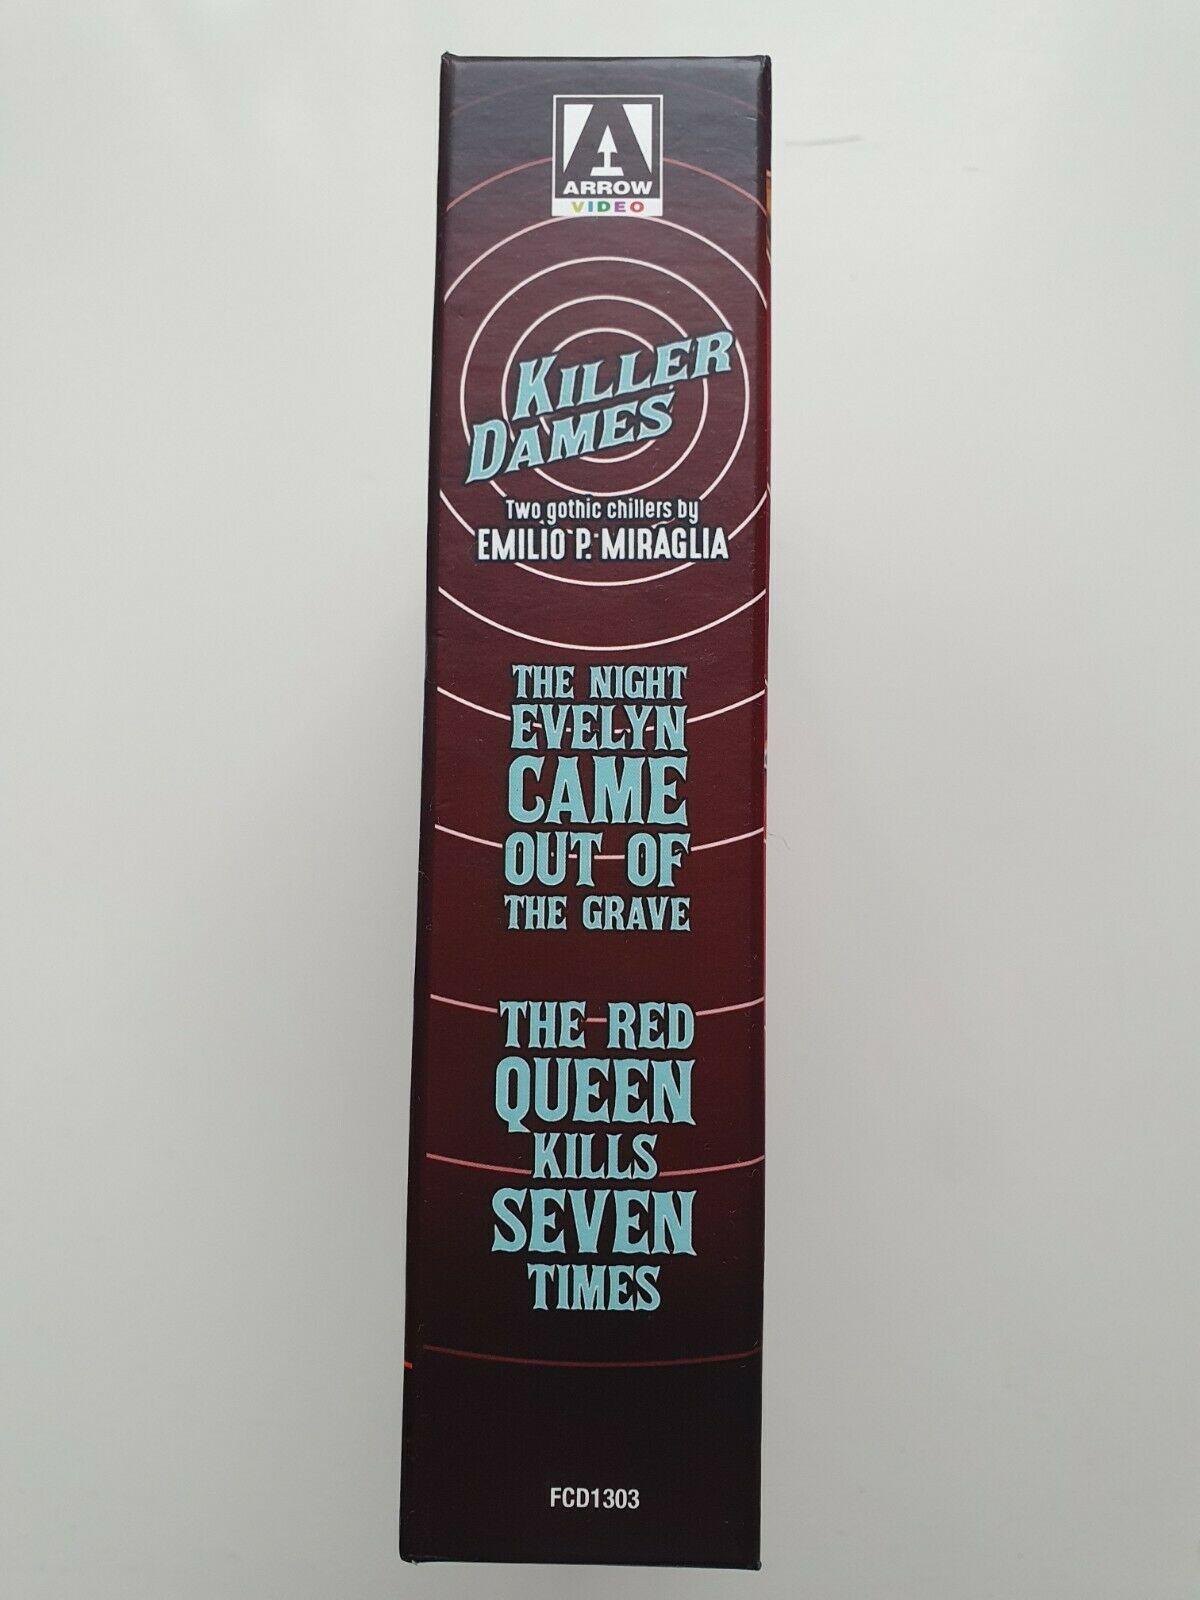 A
ARROW
VIDEO
KILLER
DAMES
Two gothic chillers by
EMILIO P. MIRAGLIA
THE NIGHT
EVELYN
CAME
OUT OF
THE GRAVE
THE RED
QUEEN
KILLS
SEVEN
TIMES
FCD1303